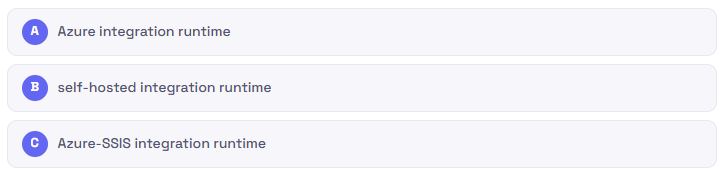 A Azure integration runtime
B self-hosted integration runtime
C Azure-SSIS integration runtime